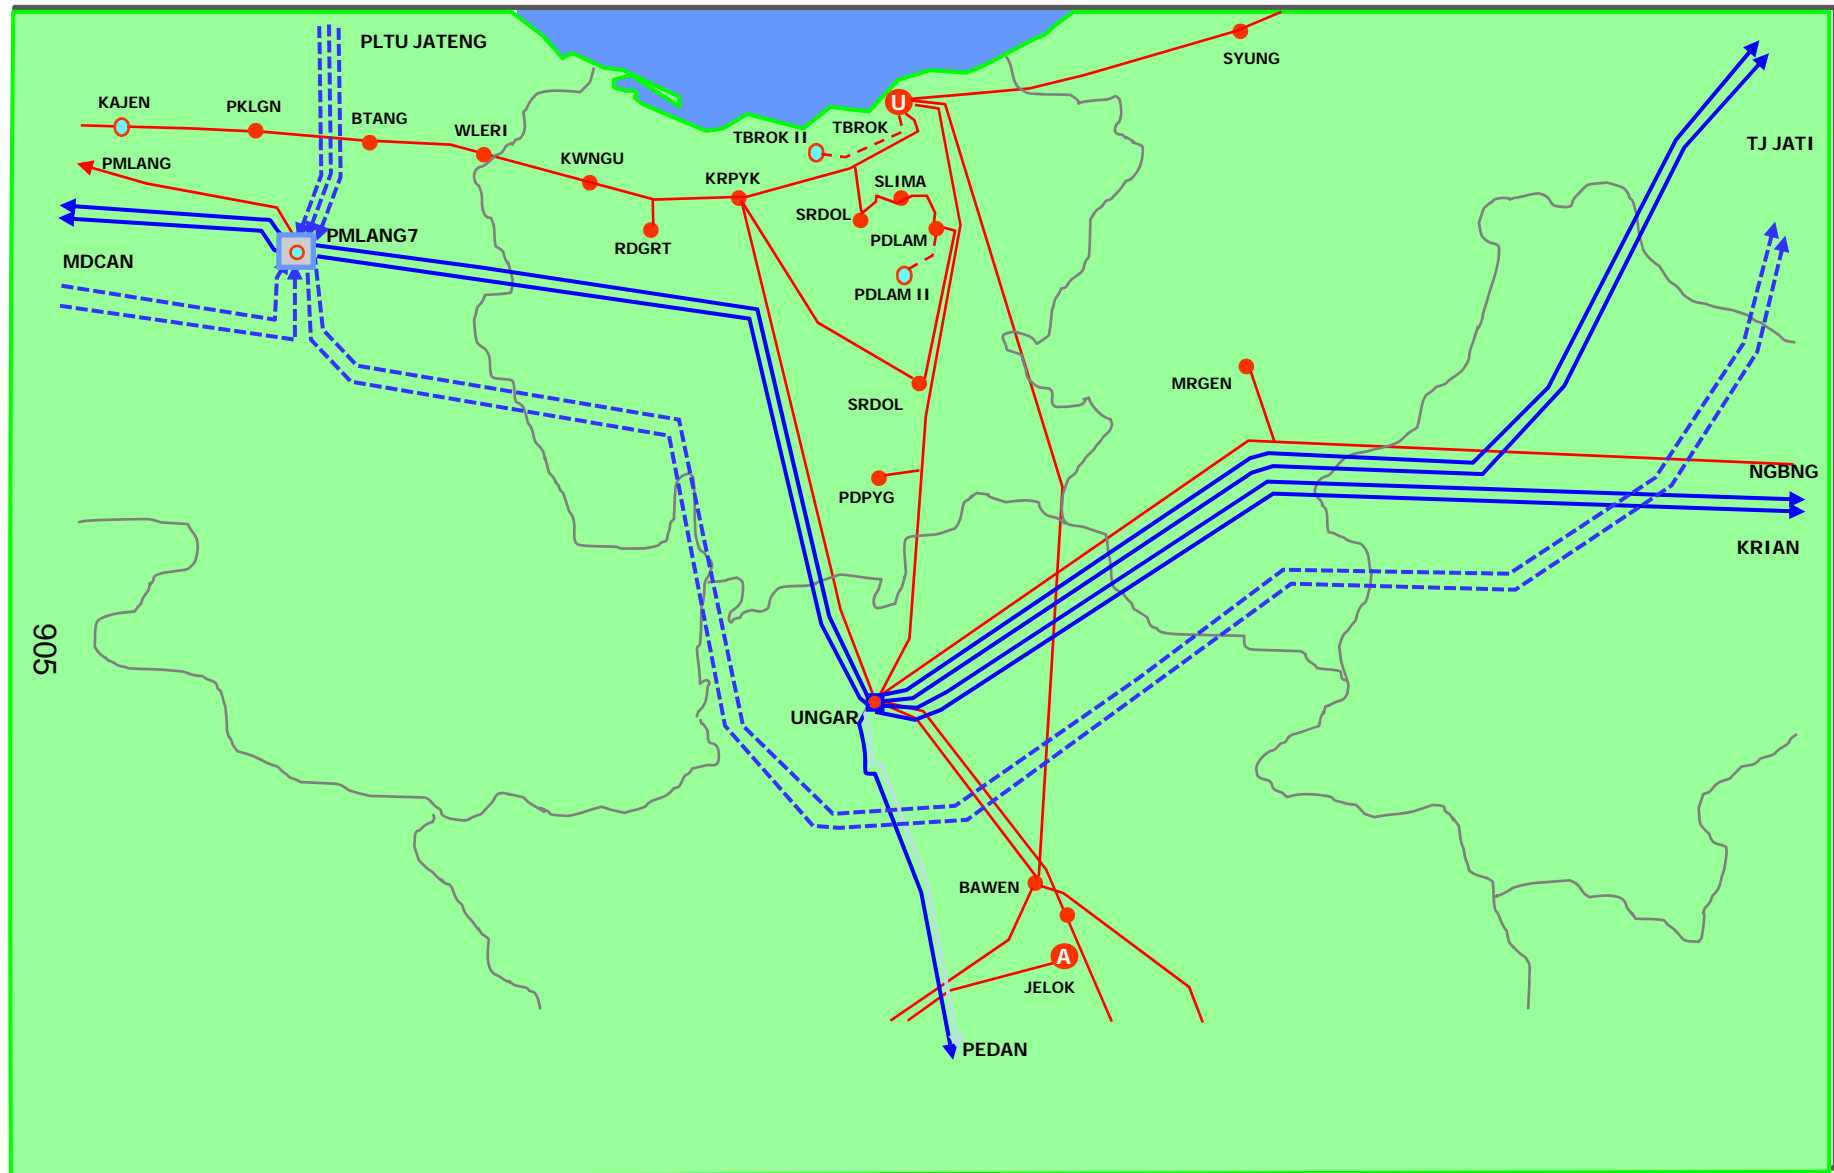 PLTU JATENG
SYUNG
KAJEN
PKLGN
BTANG
WLERI
U
TBROK II
TBROK
TJ JATI
PMLANG
KWNGU
KRPYK
SLIMA
SRDOL
PMLANG7
RDGRT
PDLAM
MDCAN
PDLAM II
MRGEN
SRDOL
NGBNG
PDPYG
KRIAN
905
UNGAR
BAWEN
A
JELOK
PEDAN